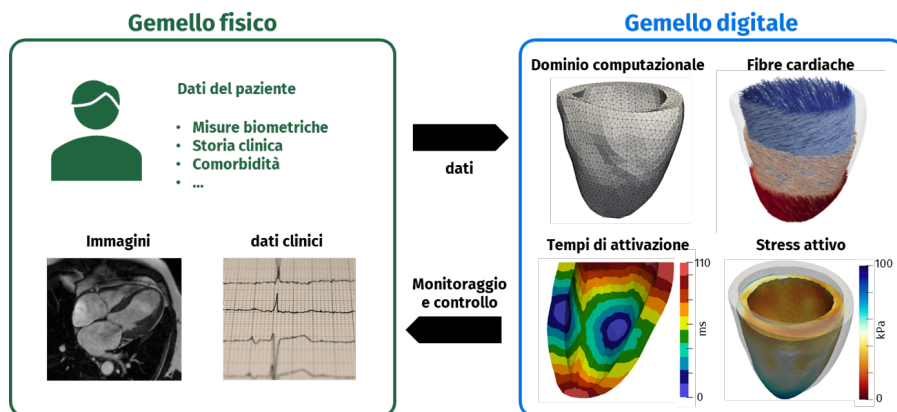 Gemello fisico
Dati del paziente
• Misure biometriche
• Storia clinica
• Comorbidità
• ...
Immagini
dati clinici
dati
Monitoraggio
e controllo
Gemello digitale
Dominio computazionale
Fibre cardiache
Tempi di attivazione
110
ms
0
Stress attivo
100
kPa
0